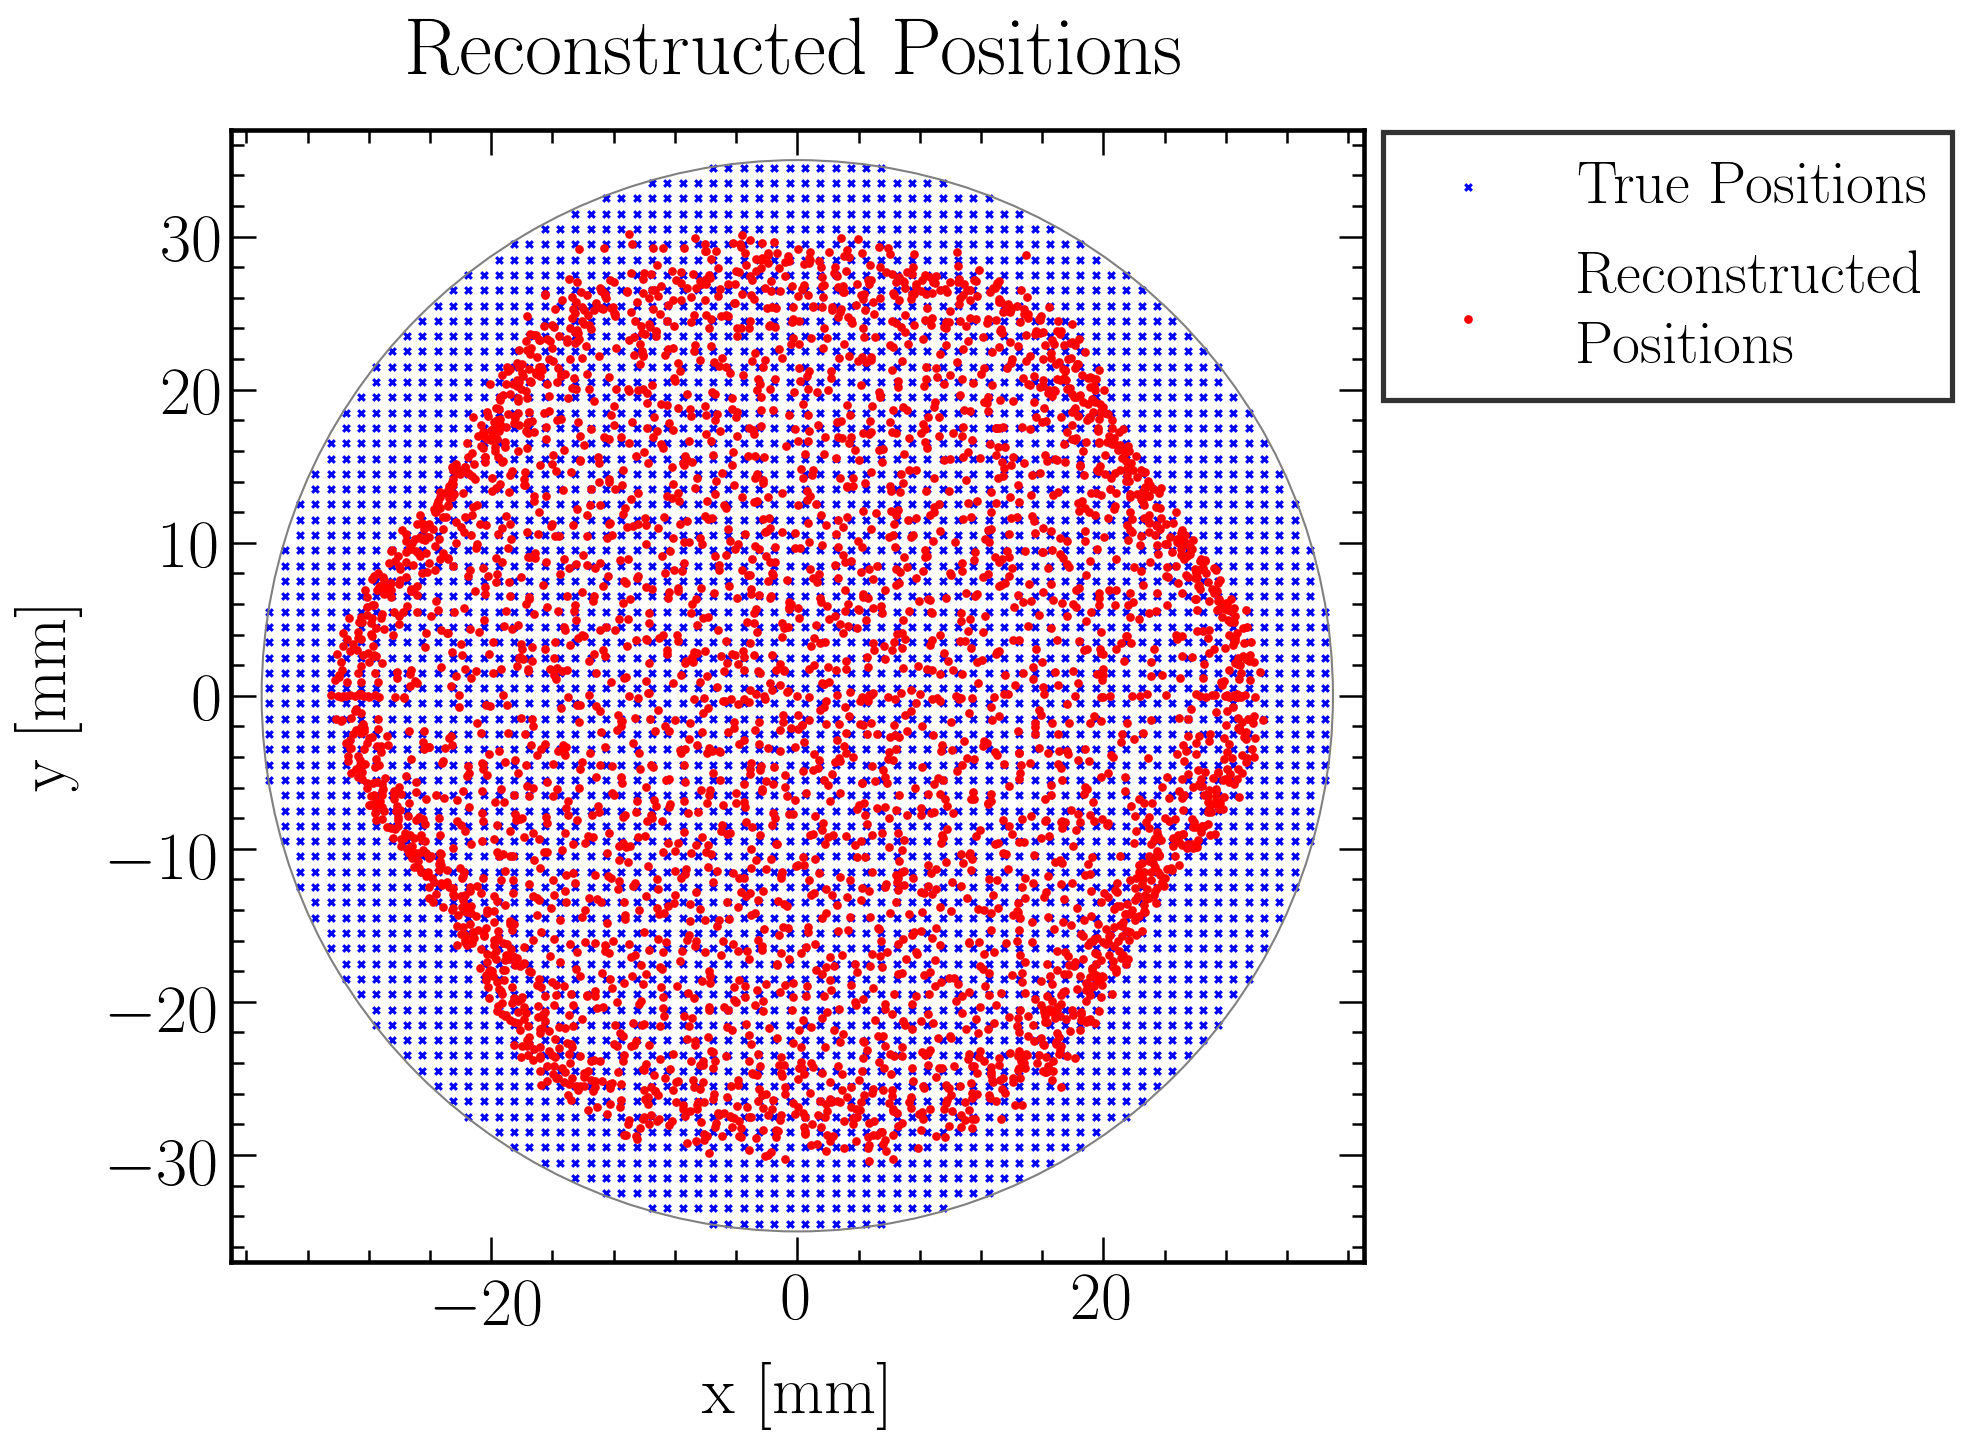 Reconstructed Positions
True Positions
Reconstructed
Positions
y [mm]
30
20
10
0
−10
−20
−30
−20 0 20
x [mm]